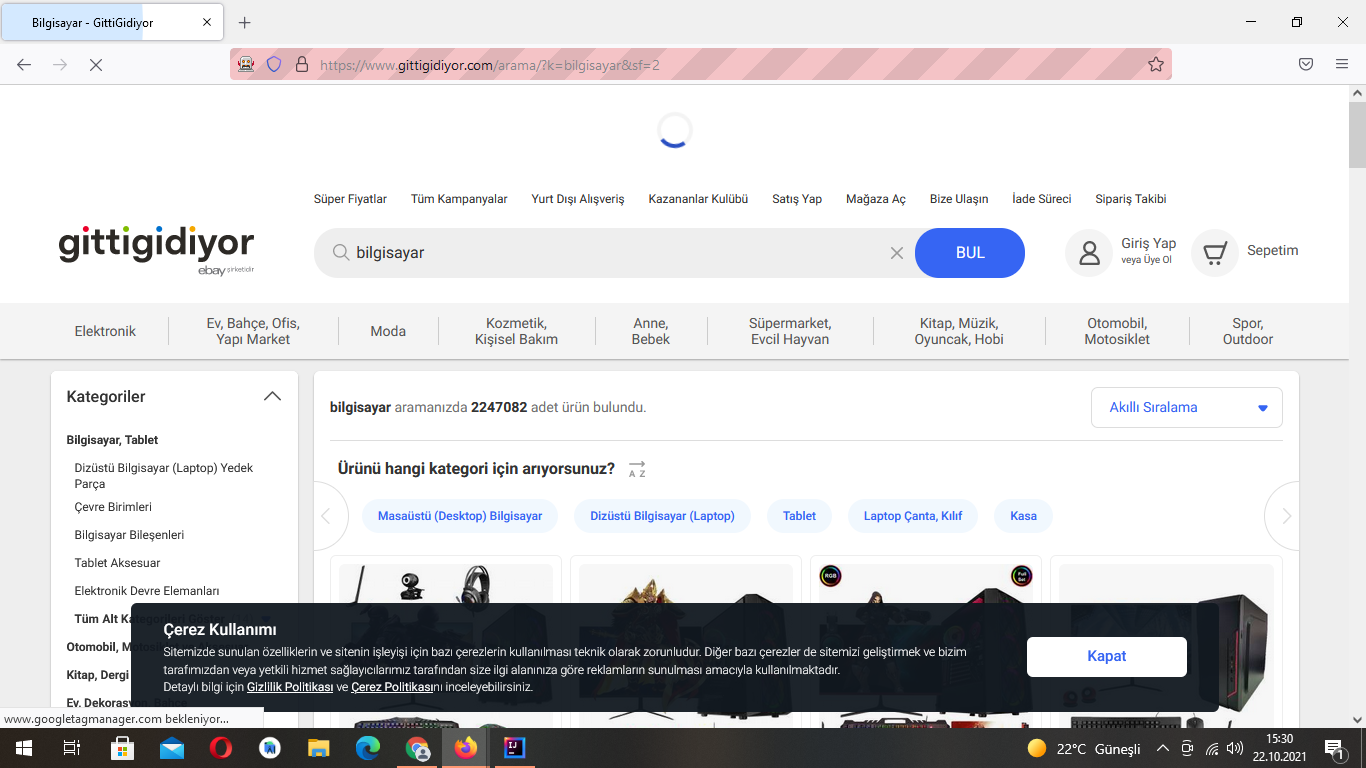 Bilgisayar - GittiGidiyor
https://www.gittigidiyor.com/arama/?k=bilgisayar&sf=2
Süper Fiyatlar Tüm Kampanyalar Yurt Dışı Alışveriş Kazananlar Kulübü Satış Yap Mağaza Aç Bize Ulaşın İade Süreci Sipariş Takibi
gittigidiyor
ebay şirketidir
bilgisayar
BUL
Giriş Yap
veya Üye Ol
Sepetim
Elektronik
Ev, Bahçe, Ofis,
Yapı Market
Moda
Kozmetik,
Kişisel Bakım
Anne,
Bebek
Süpermarket,
Evcil Hayvan
Kitap, Müzik,
Oyuncak, Hobi
Otomobil,
Motosiklet
Spor,
Outdoor
Kategoriler
Bilgisayar, Tablet
Dizüstü Bilgisayar (Laptop) Yedek
Parça
Çevre Birimleri
Bilgisayar Bileşenleri
Tablet Aksesuar
Elektronik Devre Elemanları
Tüm Alt Kategorileri
Otomobil,
Kitap, Dergi
Ev, Dekorasyon, Bahçe
bilgisayar aramanızda 2247082 adet ürün bulundu.
Akıllı Sıralama
Ürünü hangi kategori için arıyorsunuz?
A Z
Masaüstü (Desktop) Bilgisayar
Dizüstü Bilgisayar (Laptop)
Tablet
Laptop Çanta, Kılıf
Kasa
RGB
Full
Set
Çerez Kullanımı
Sitemizde sunulan özelliklerin ve sitenin işleyişi için bazı çerezlerin kullanılması teknik olarak zorunludur. Diğer bazı çerezler de sitemizi geliştirmek ve bizim
tarafımızdan veya yetkili hizmet sağlayıcılarımız tarafından size ilgi alanınıza göre reklamların sunulması amacıyla kullanılmaktadır.
Detaylı bilgi için Gizlilik Politikası ve Çerez Politikasını inceleyebilirsiniz.
Kapat
www.googletagmanager.com bekleniyor...
22°C Güneşli
15:30
22.10.2021
1